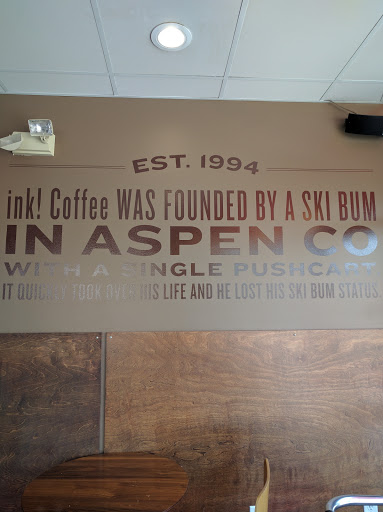 EST. 1994
ink! Coffee WAS FOUNDED BY A SKI BUM
IN ASPEN CO
WITH A SINGLE PUSHCART
IT QUICKLY TOOK OVER HIS LIFE AND HE LOST HIS SKI BUM STATUS.